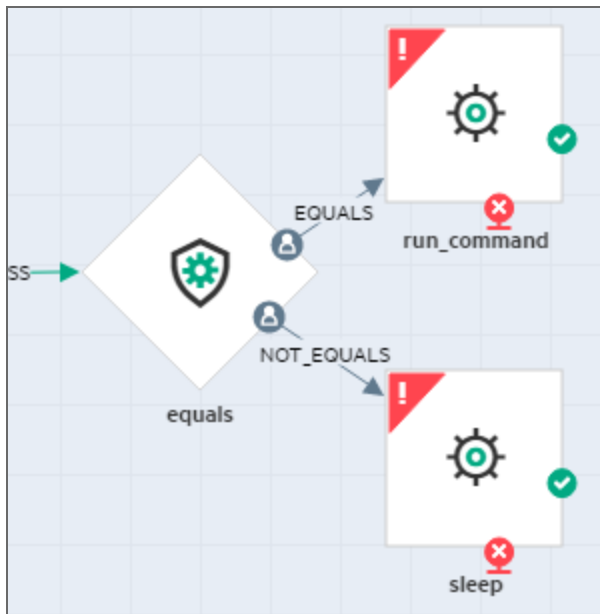 EQUALS
run_command
SS
NOT_EQUALS
equals
sleep